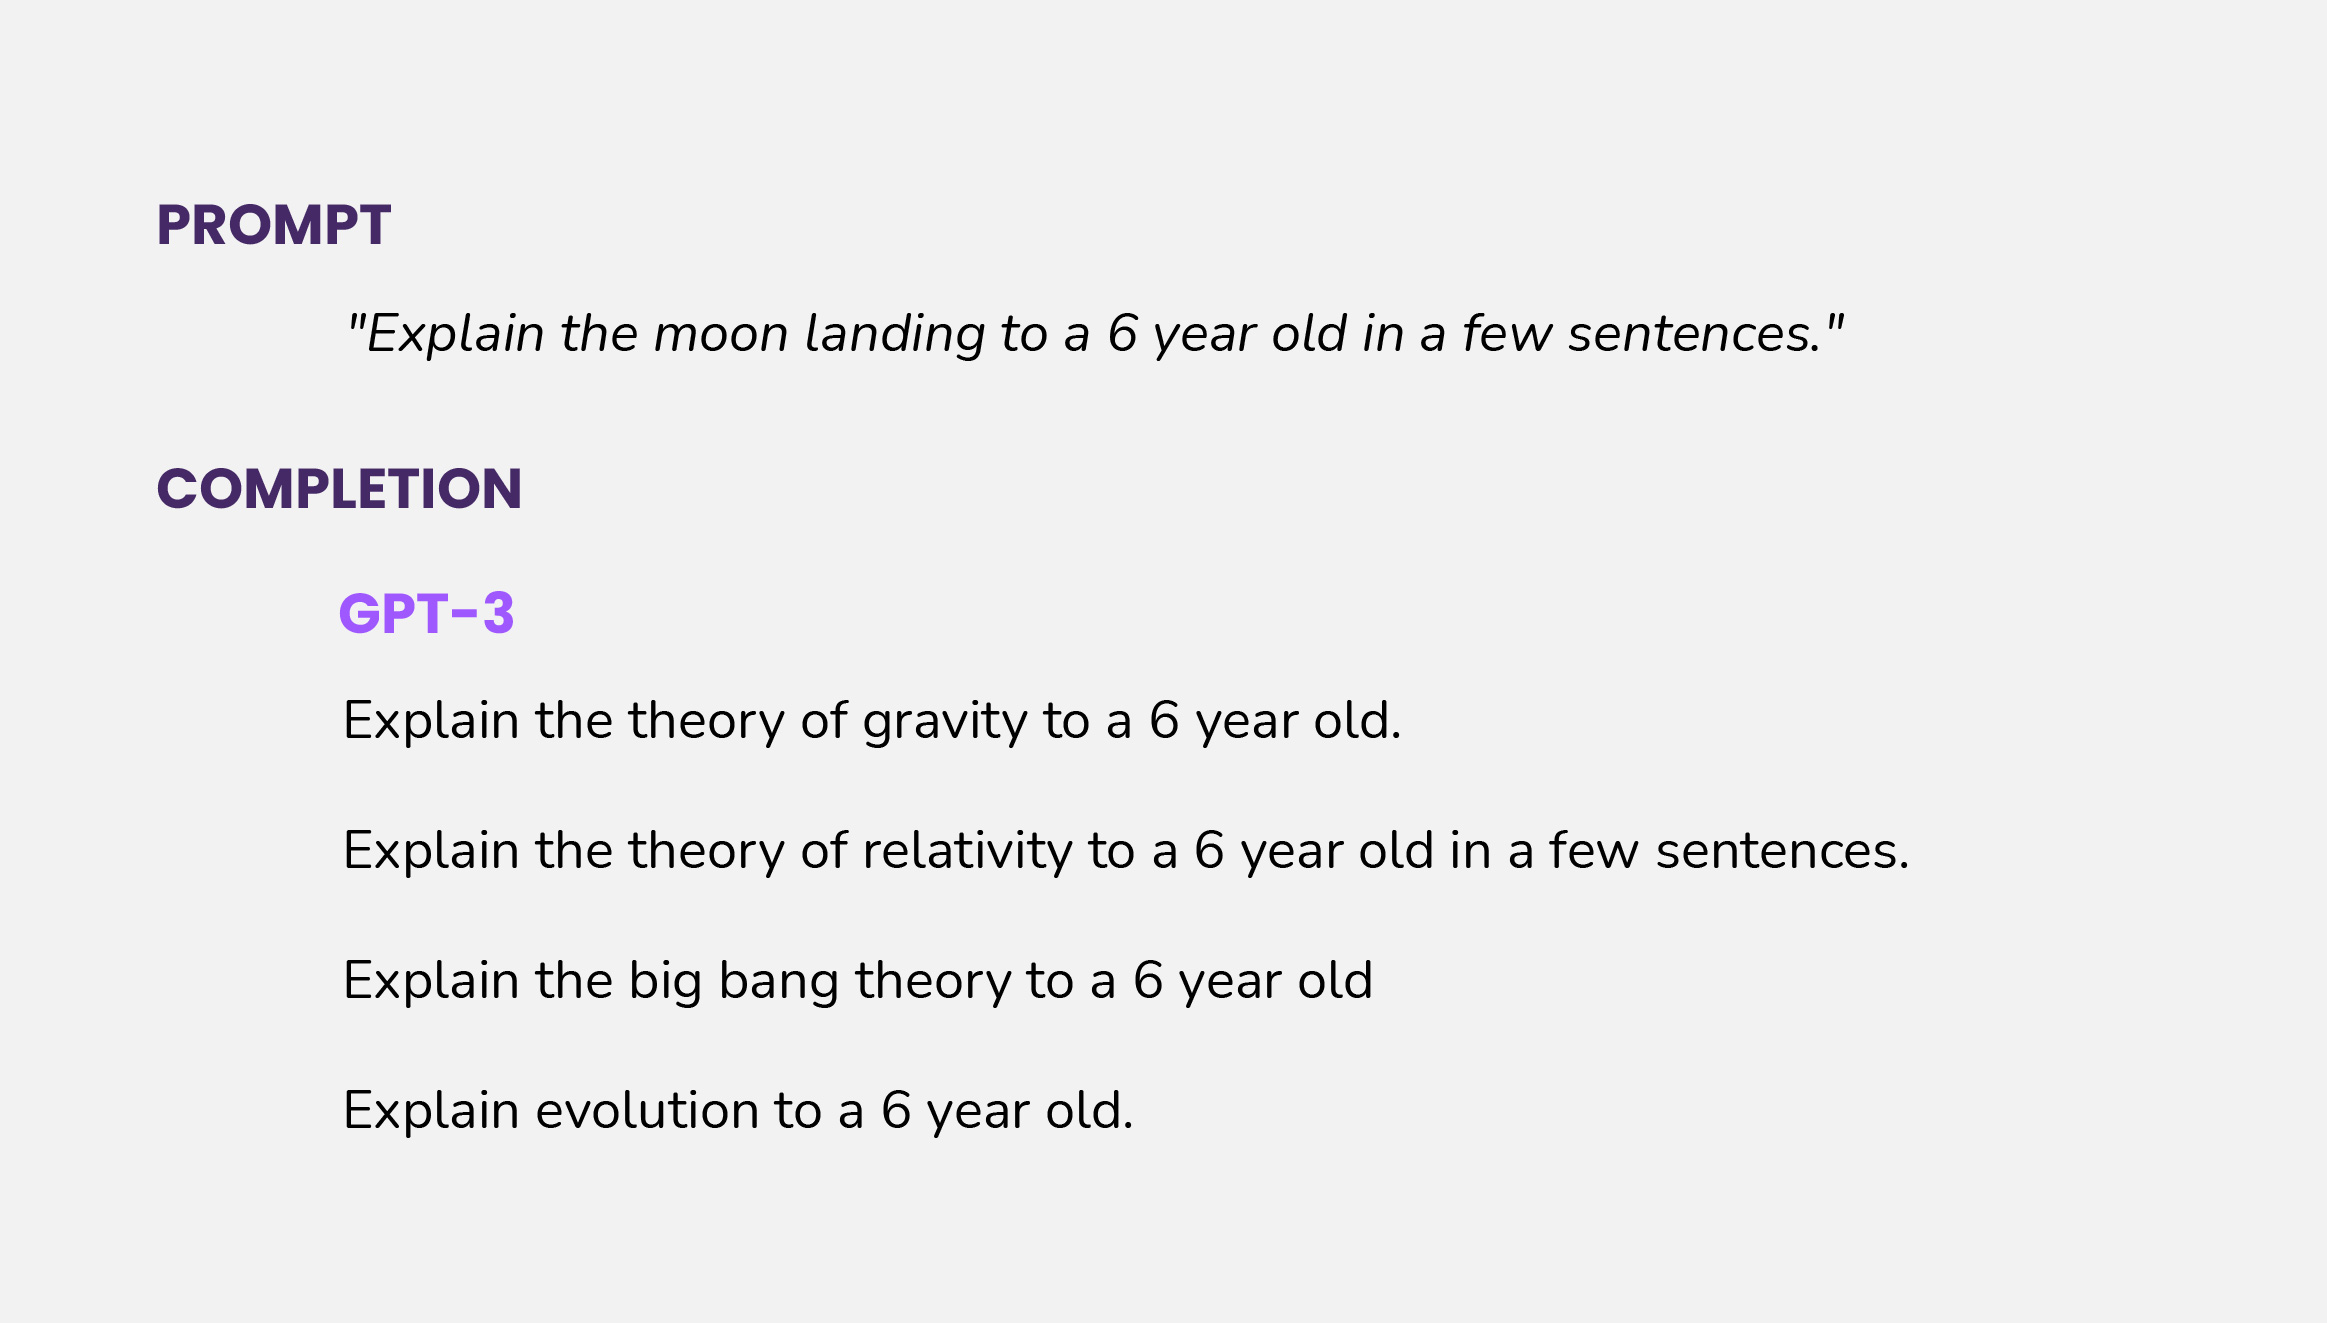 PROMPT
"Explain the moon landing to a 6 year old in a few sentences."
COMPLETION
GPT-3
Explain the theory of gravity to a 6 year old.
Explain the theory of relativity to a 6 year old in a few sentences.
Explain the big bang theory to a 6 year old
Explain evolution to a 6 year old.